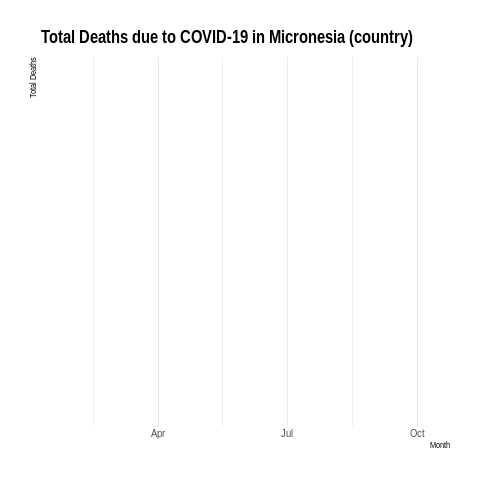 Total Deaths due to COVID-19 in Micronesia (country)
Total Deaths
Apr Jul Oct
Month